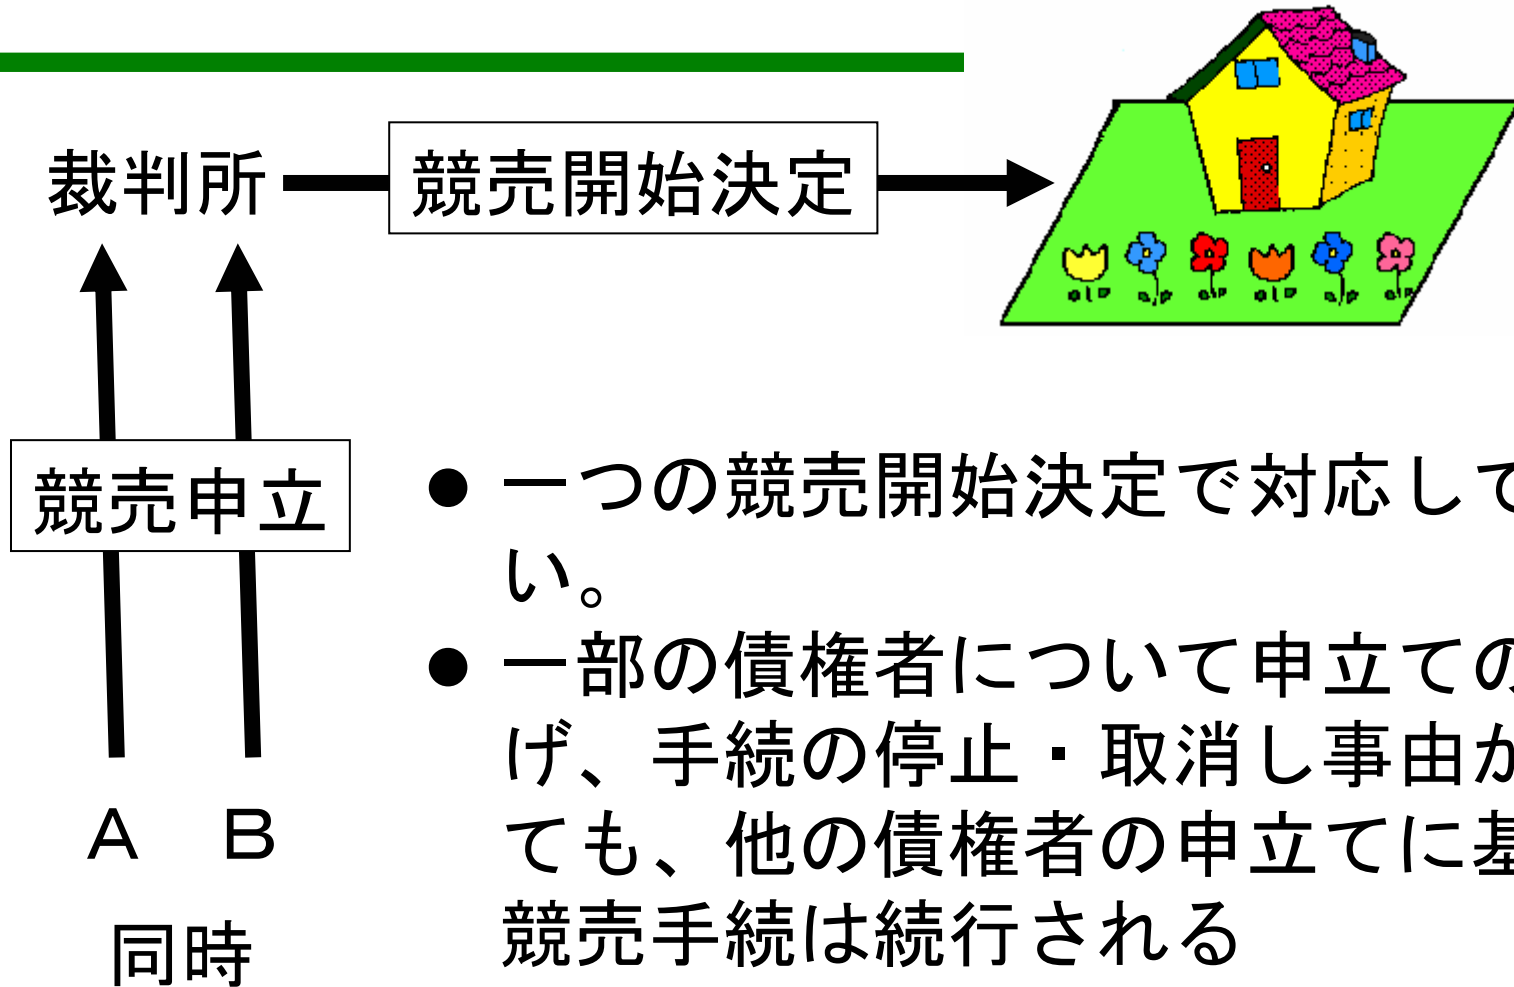 裁判所
競売開始決定
競売申立
● 一つの競売開始決定で対応して
い。
● 一部の債権者について申立ての
げ、手続の停止・取消し事由が
ても、他の債権者の申立てに基
競売手続は続行される
A B
同時